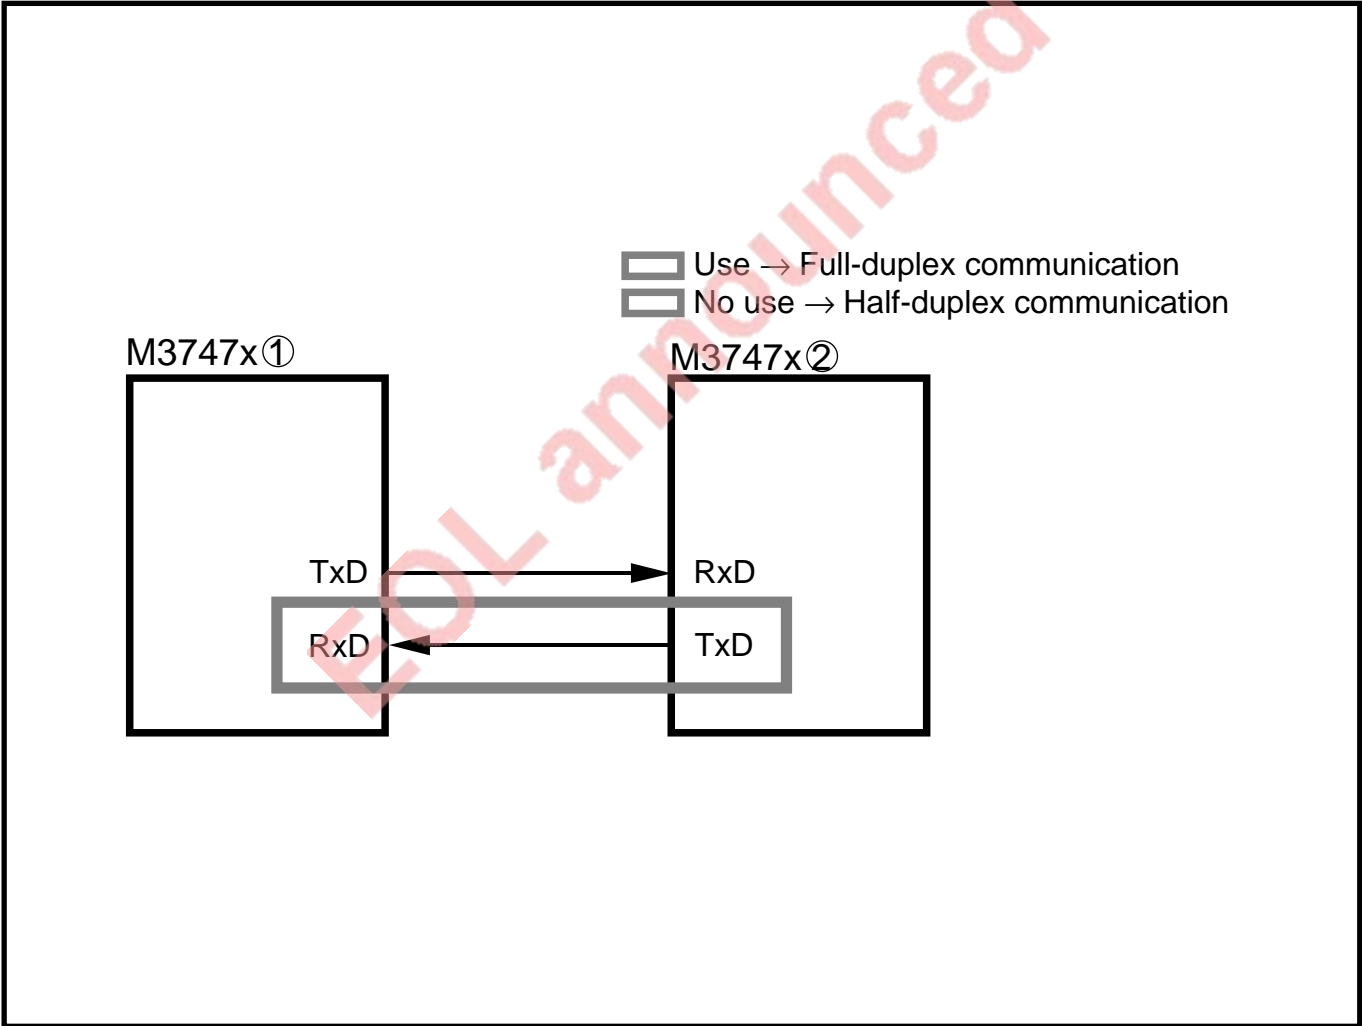 Use → Full-duplex communication
No use → Half-duplex communication
M3747x①
M3747x②
TxD
RxD
RxD
TxD
EOL announced